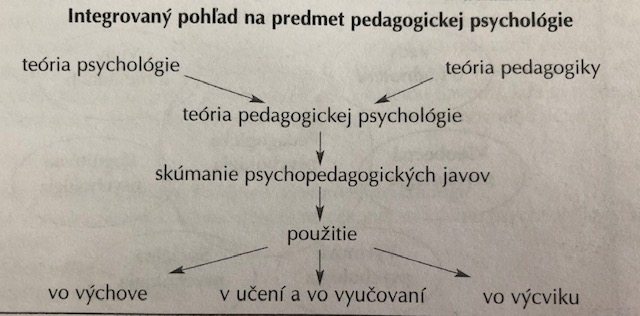 Integrovaný pohľad na predmet pedagogickej psychológie
teória psychológie
teória pedagogiky
teória pedagogickej psychológie
skúmanie psychopedagogických javov
použitie
vo výchove
v učení a vo vyučovaní
vo výcviku